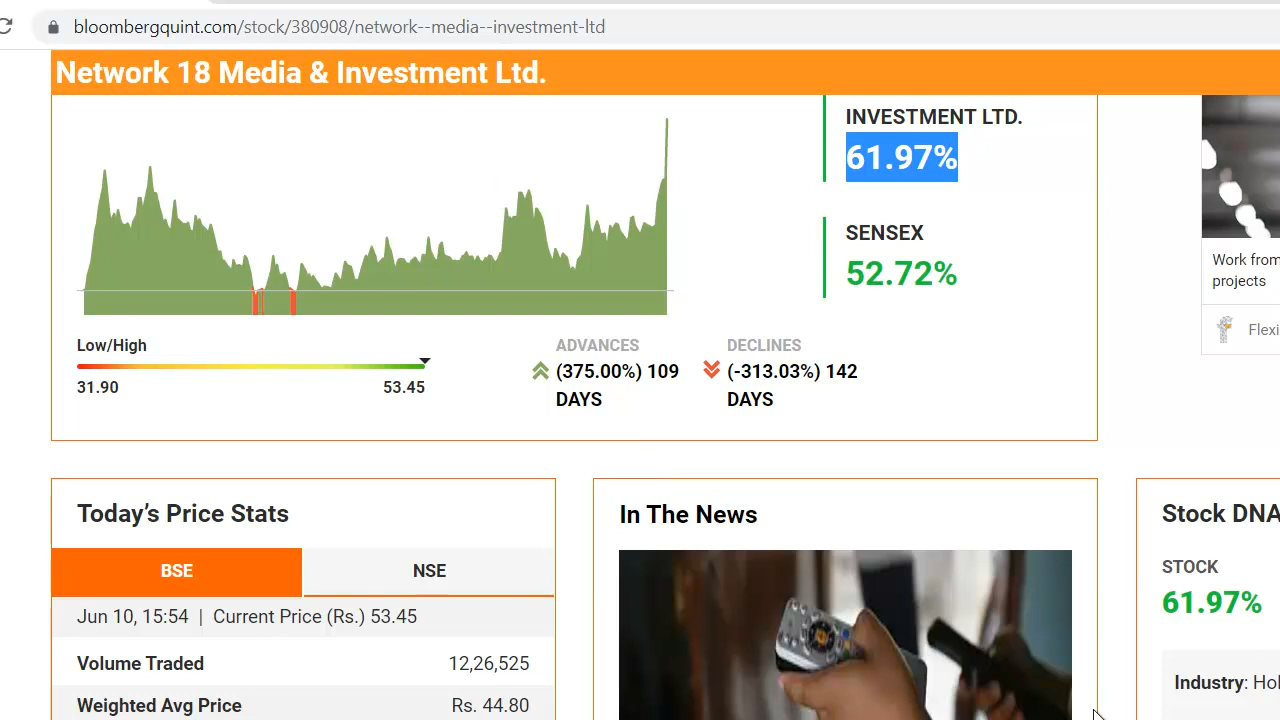 bloombergquint.com/stock/380908/network--media--investment-ltd
Network 18 Media & Investment Ltd.
INVESTMENT LTD.
61.97%
SENSEX
52.72%
Work from
projects
Flexi
Low/High
31.90
53.45
ADVANCES
(375.00%) 109
DAYS
DECLINES
(-313.03%) 142
DAYS
Today’s Price Stats
BSE
NSE
Jun 10, 15:54 | Current Price (Rs.) 53.45
Volume Traded
12,26,525
Weighted Avg Price
Rs. 44.80
In The News
Stock DNA
STOCK
61.97%
Industry: Hol